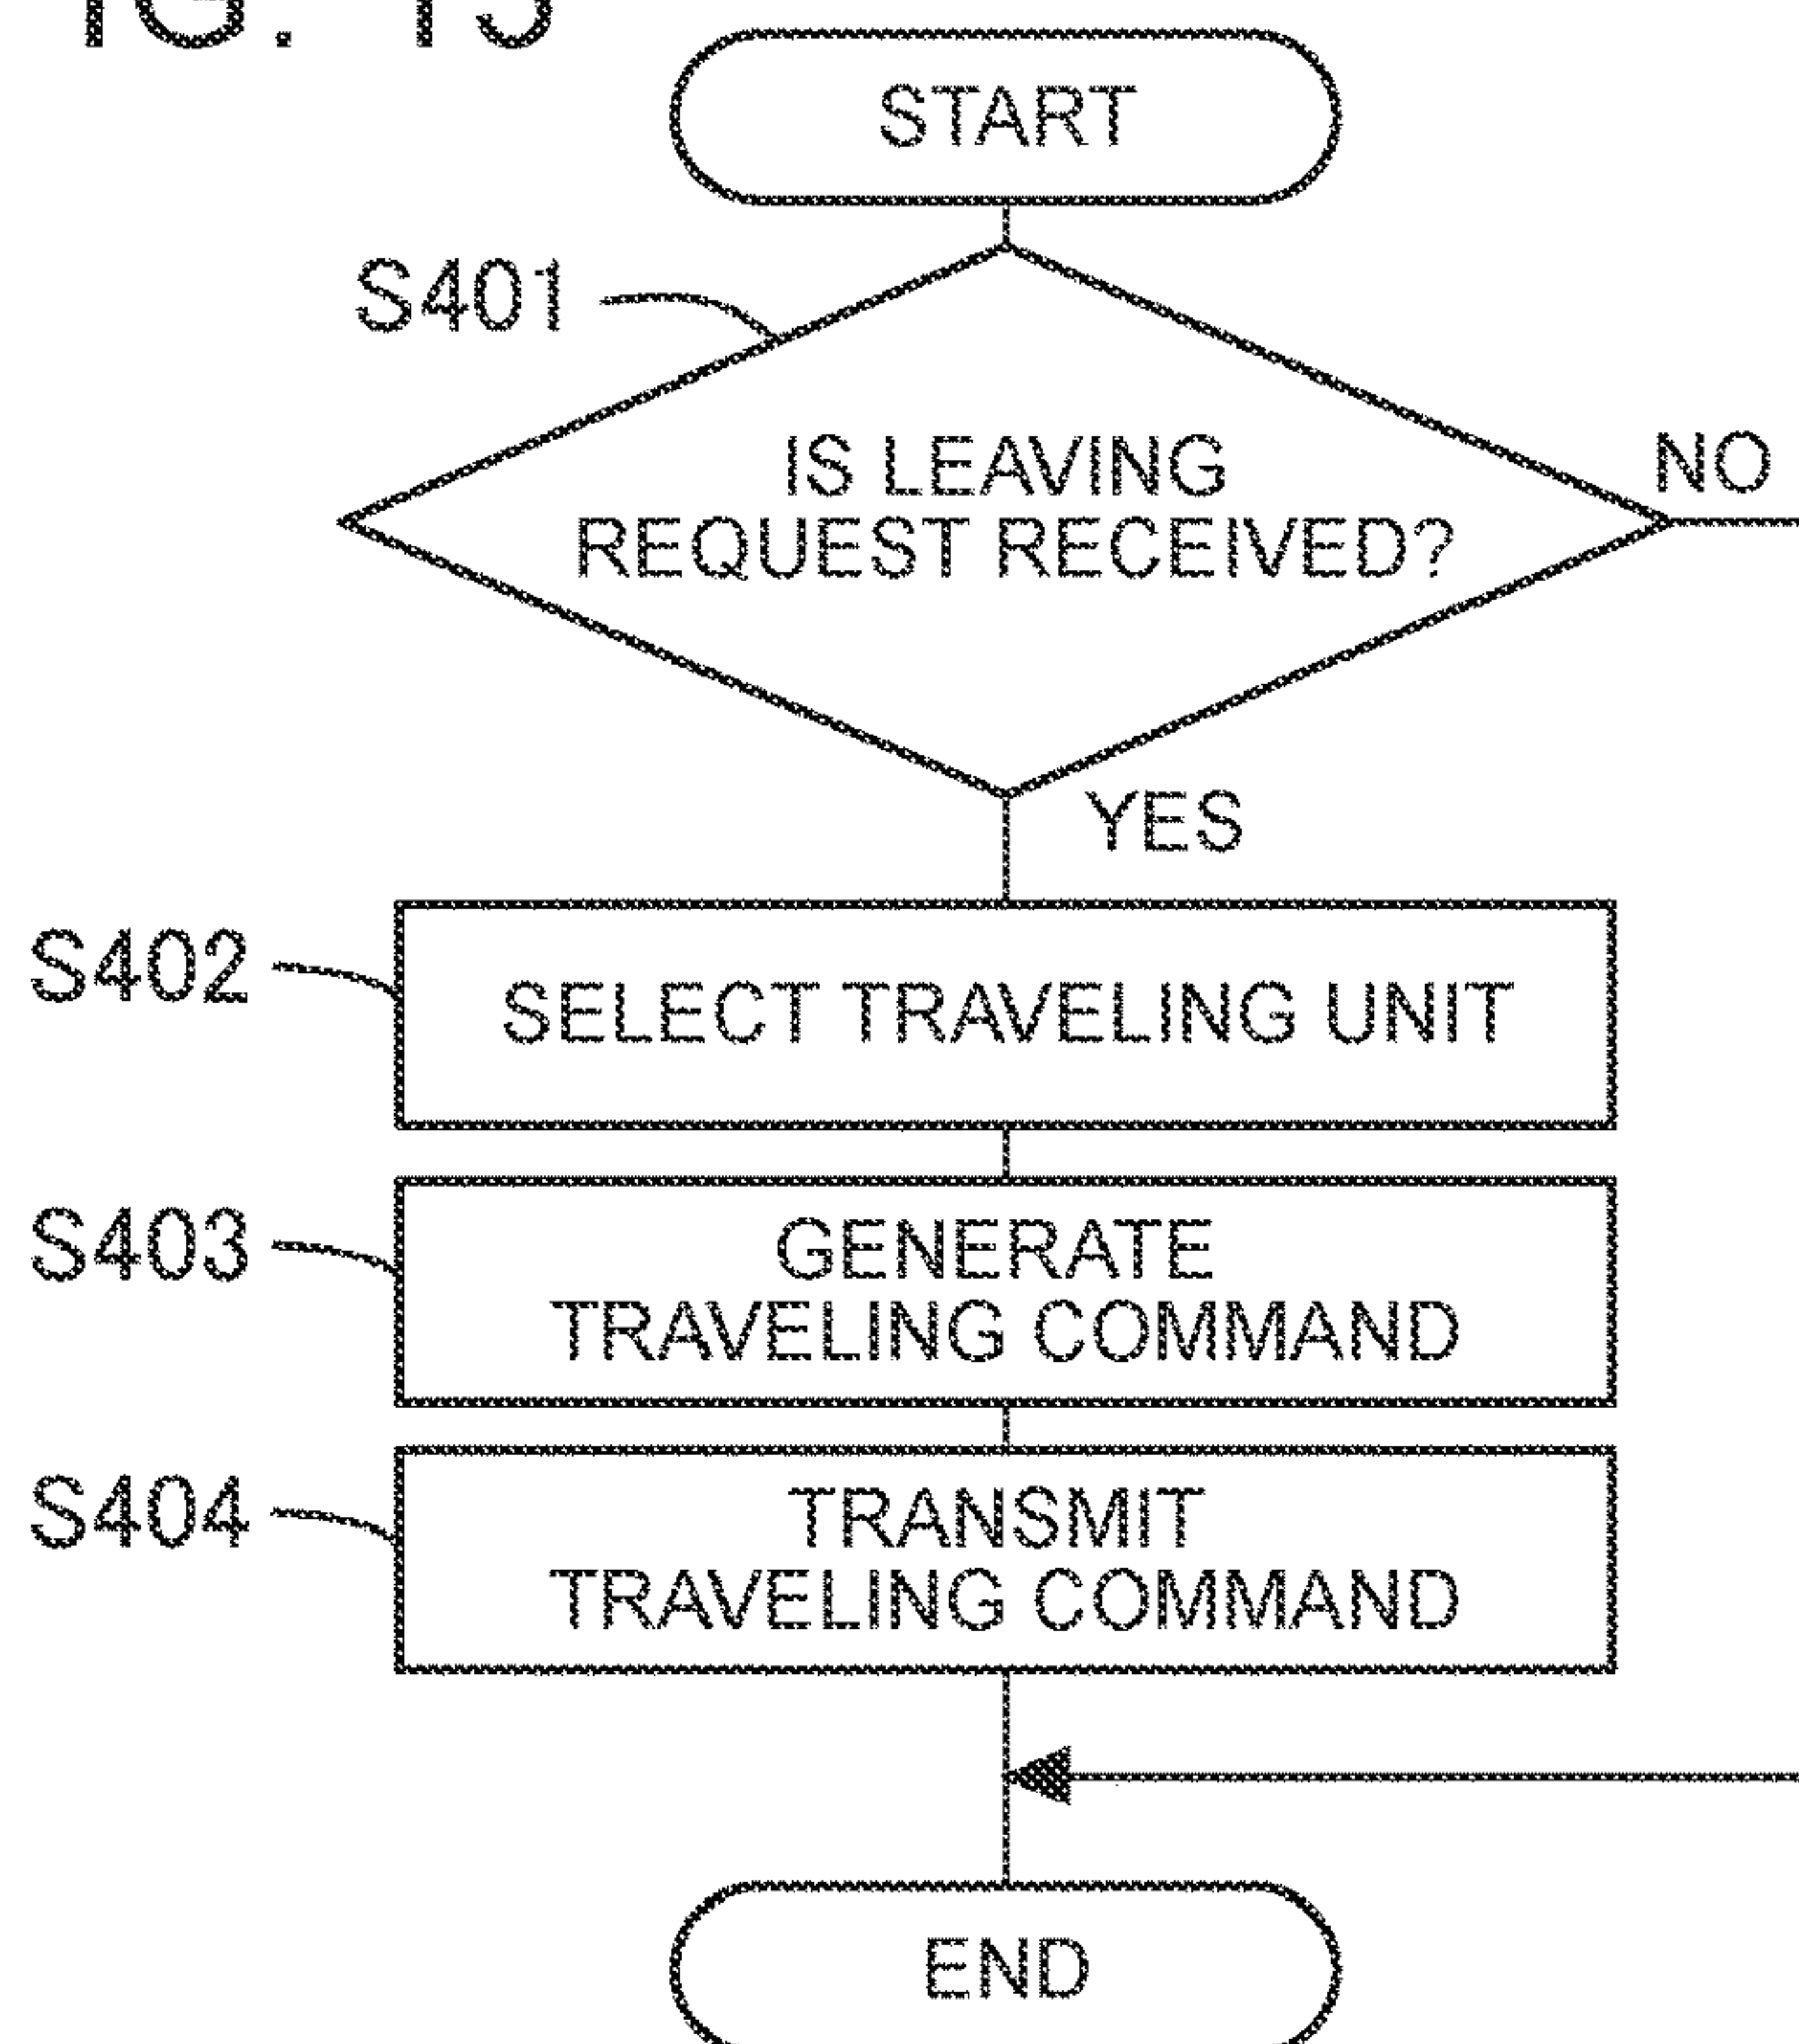 START
S401
IS LEAVING
REQUEST RECEIVED?
NO
YES
S402
SELECT TRAVELING UNIT
S403
GENERATE
TRAVELING COMMAND
S404
TRANSMIT
TRAVELING COMMAND
END